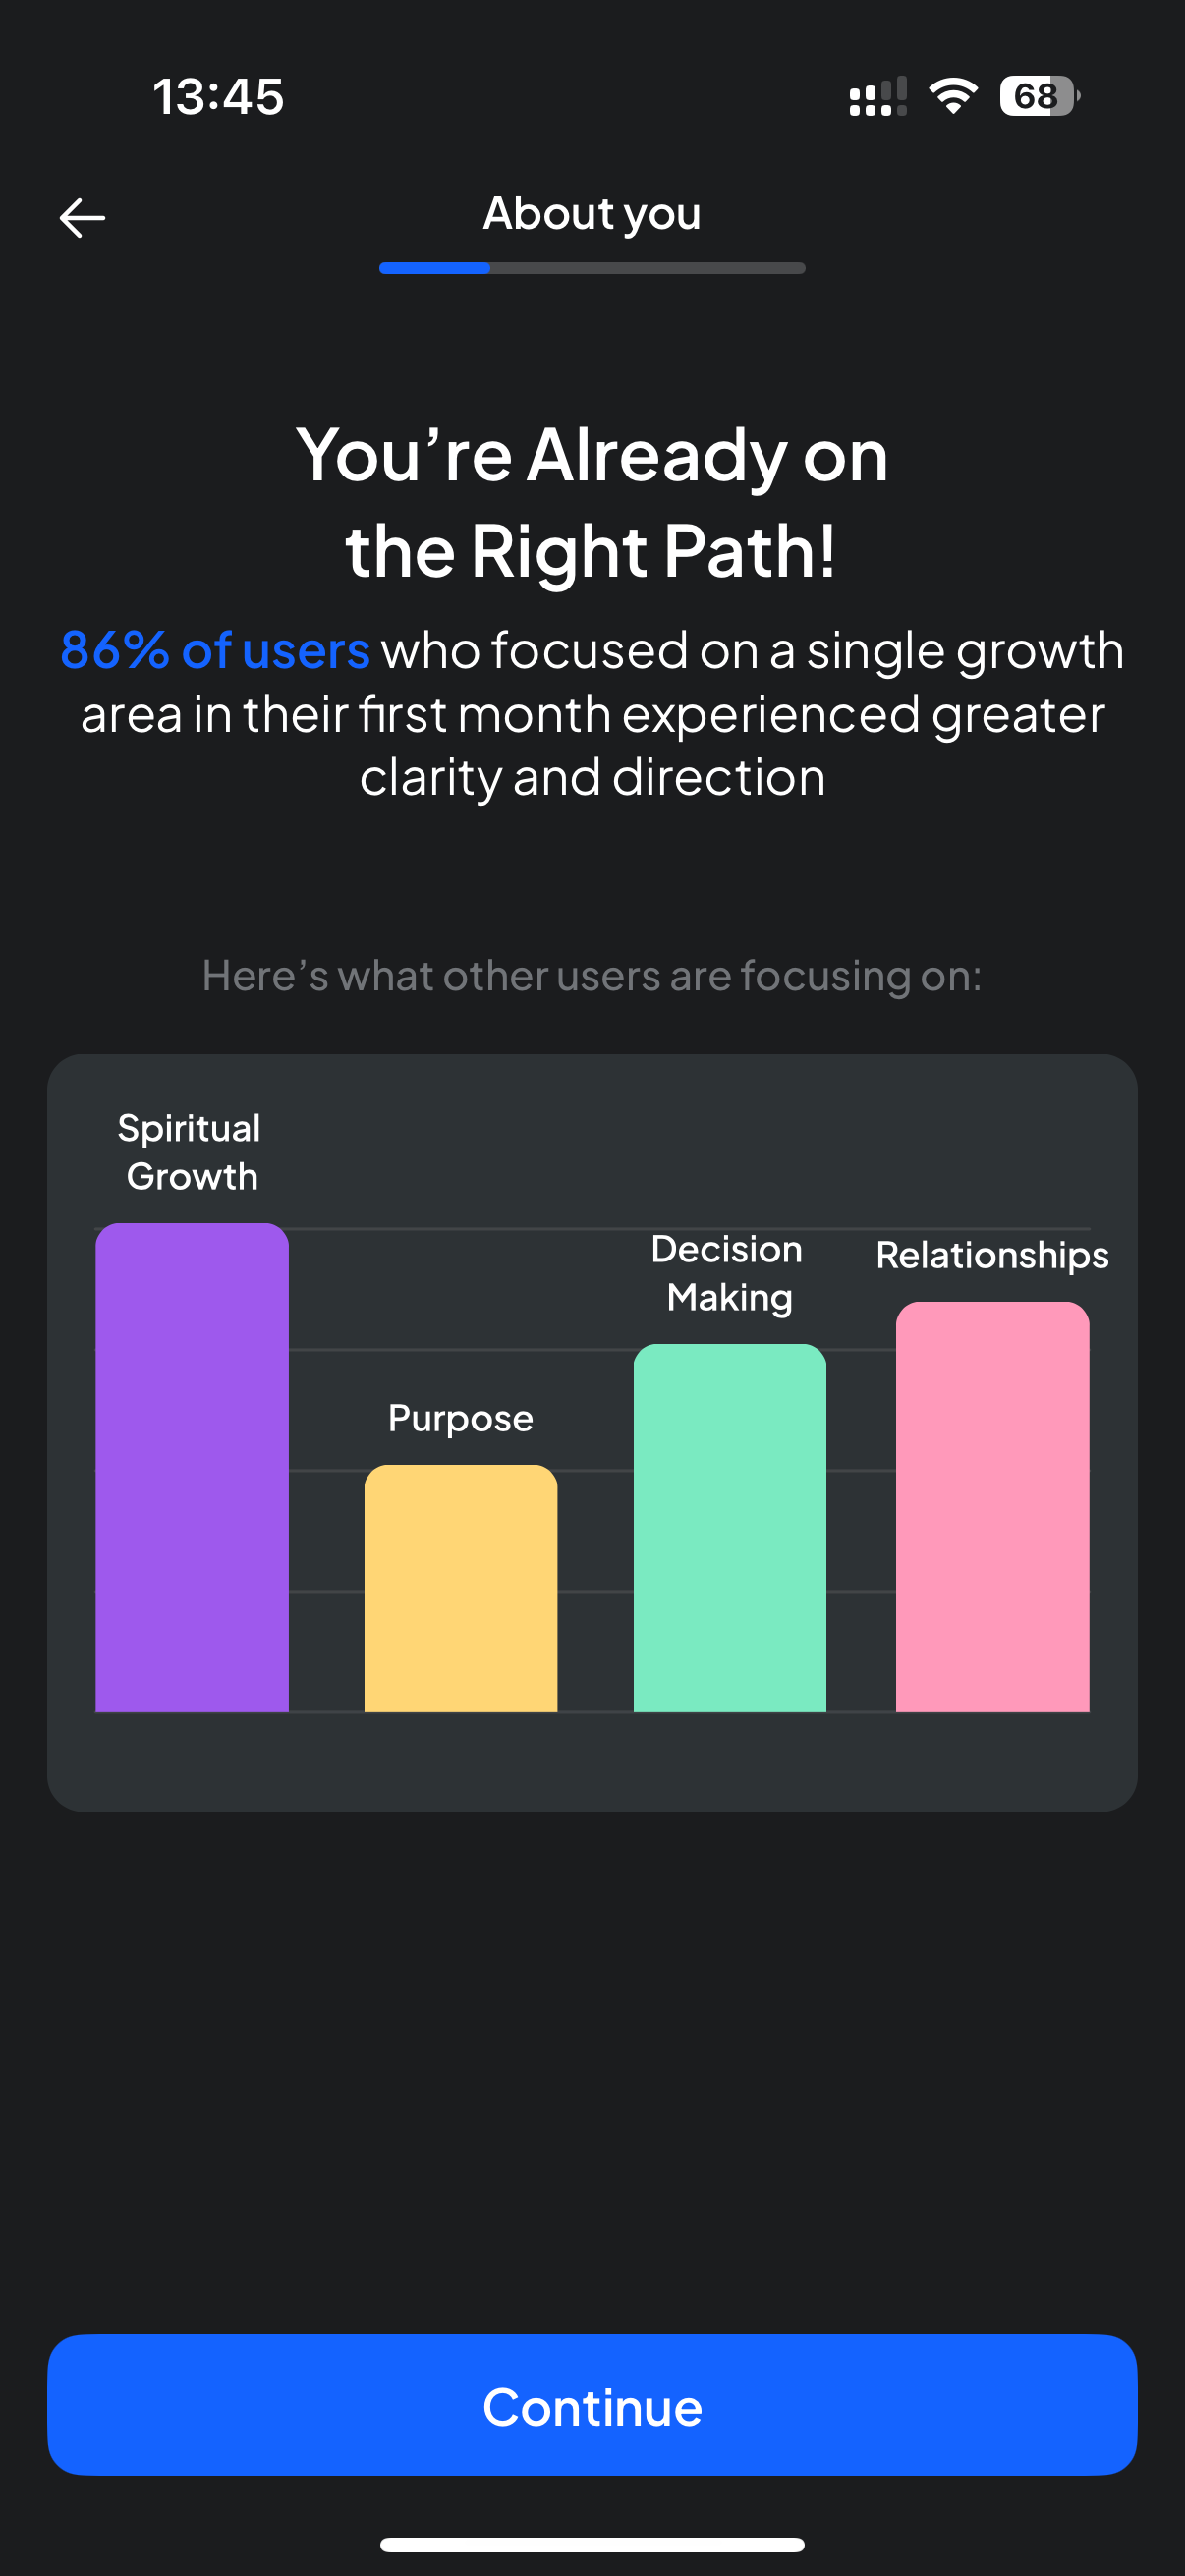 13:45
68
About you
You’re Already on
the Right Path!
86% of users who focused on a single growth
area in their first month experienced greater
clarity and direction
Here’s what other users are focusing on:
Spiritual
Growth
Decision
Making
Relationships
Purpose
Continue